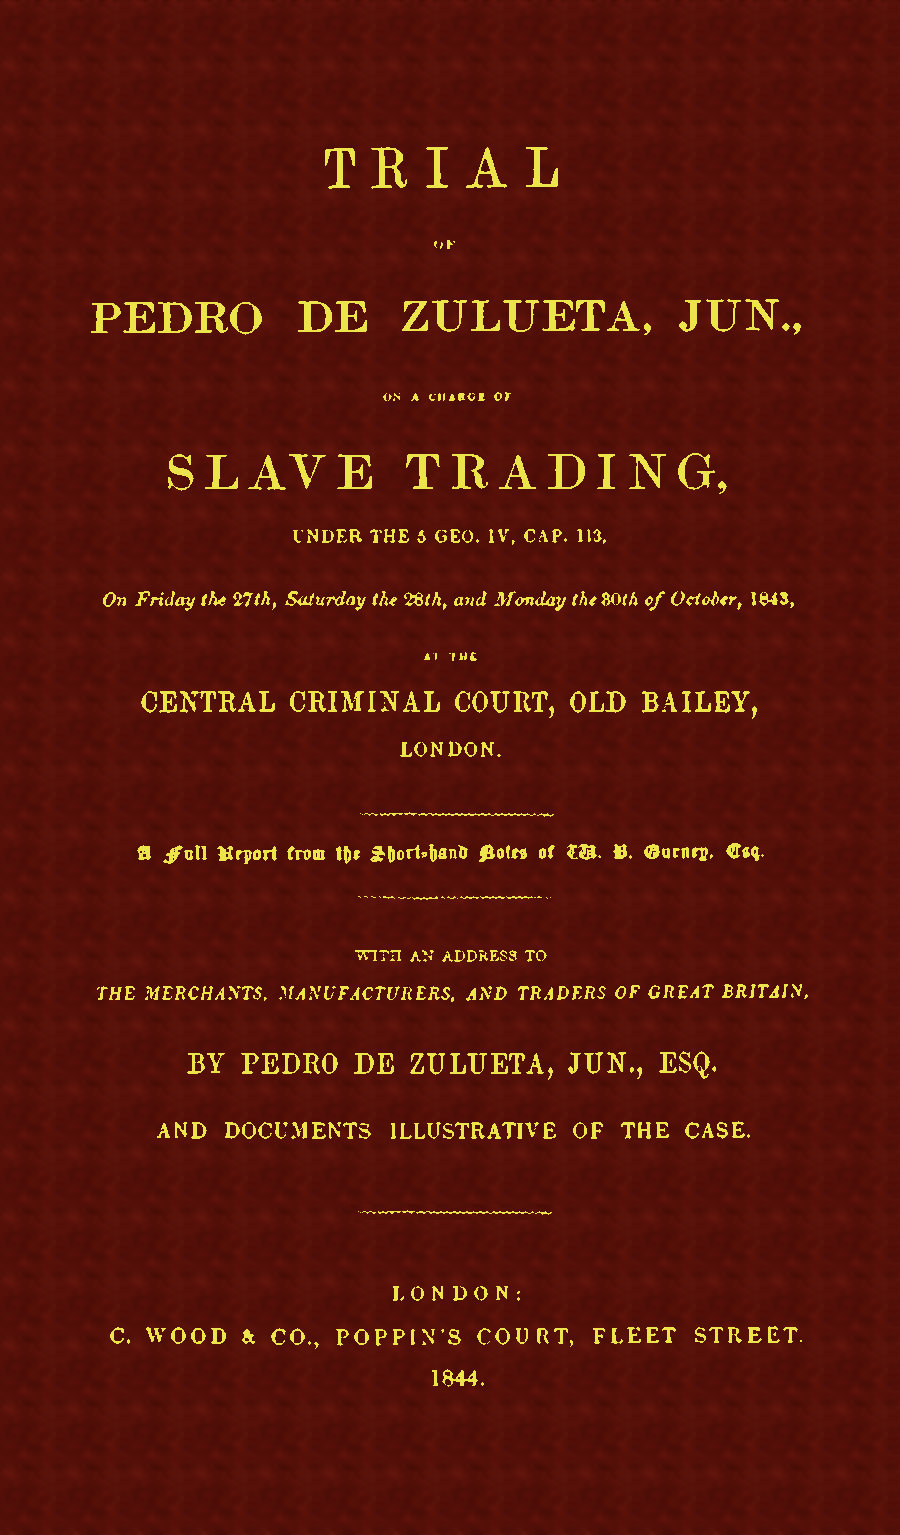 TRIAL
OF
PEDRO DE ZULUETA, JUN.,
ON A CHARGE OF
SLAVE TRADING,
UNDER THE 5 GEO. IV, CAP. 113,
On Friday the 27th, Saturday the 28th, and Monday the 30th of October, 1843,
AT THE
CENTRAL CRIMINAL COURT, OLD BAILEY,
LONDON.
A Full Report from the Short-hand Notes of W. B. Gurney, Esq.
WITH AN ADDRESS TO
THE MERCHANTS, MANUFACTURERS, AND TRADERS OF GREAT BRITAIN,
BY PEDRO DE ZULUETA, JUN., ESQ.
AND DOCUMENTS ILLUSTRATIVE OF THE CASE.
LONDON:
C. WOOD & CO., POPPIN'S COURT, FLEET STREET.
1844.